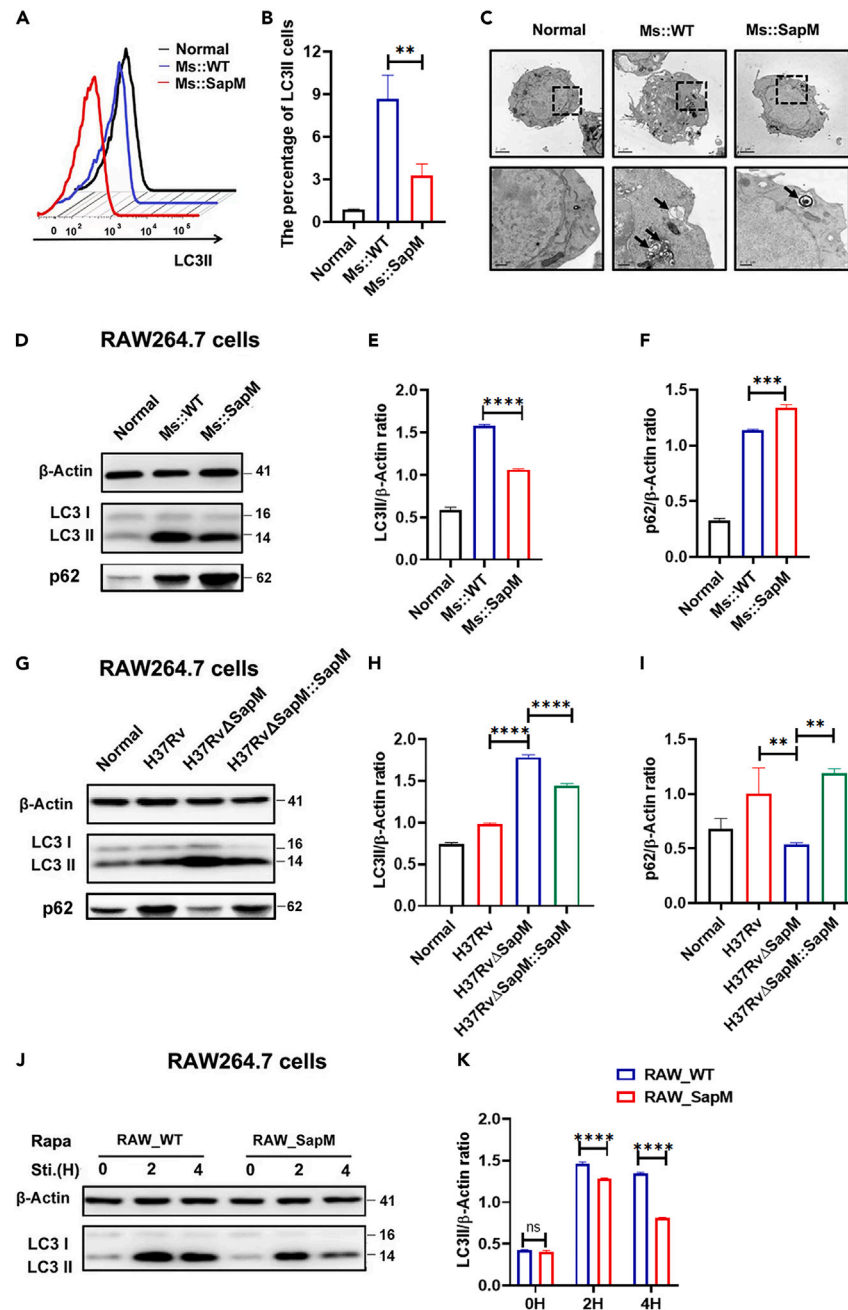 A
Normal
Ms::WT
Ms::SapM
0 10² 10³ 10⁴ 10⁵
LC3II
B
The percentage of LC3II cells
12
9
6
3
0
**
Normal
Ms::WT
Ms::SapM
C
Normal Ms::WT Ms::SapM
D
RAW264.7 cells
Normal Ms::WT Ms::SapM
β-Actin 41
LC3 I 16
LC3 II 14
p62 62
E
LC3II/β-Actin ratio
2.0
1.5
1.0
0.5
0.0
****
Normal
Ms::WT
Ms::SapM
F
p62/β-Actin ratio
1.5
1.0
0.5
0.0
***
Normal
Ms::WT
Ms::SapM
G
RAW264.7 cells
Normal H37Rv H37RvΔSapM H37RvΔSapM::SapM
β-Actin 41
LC3 I 16
LC3 II 14
p62 62
H
LC3II/β-Actin ratio
2.0
1.5
1.0
0.5
0.0
**** ****
Normal
H37Rv
H37RvΔSapM
H37RvΔSapM::SapM
I
p62/β-Actin ratio
1.5
1.0
0.5
0.0
** **
Normal
H37Rv
H37RvΔSapM
H37RvΔSapM::SapM
J
RAW264.7 cells
Rapa RAW_WT RAW_SapM
Sti.(H) 0 2 4 0 2 4
β-Actin 41
LC3 I 16
LC3 II 14
K
RAW_WT
RAW_SapM
LC3II/β-Actin ratio
2.0
1.5
1.0
0.5
0.0
ns **** ****
0H 2H 4H